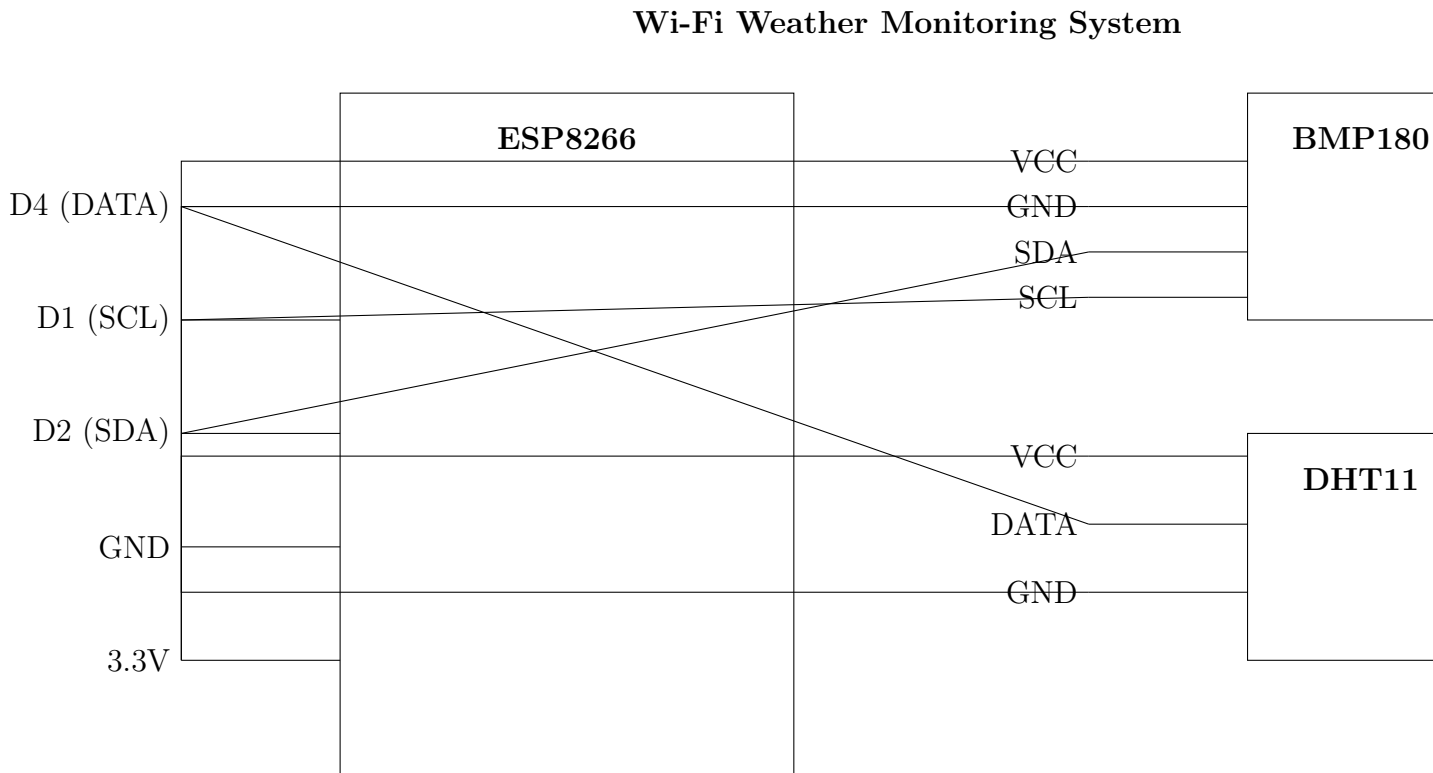 Wi-Fi Weather Monitoring System
ESP8266
BMP180
D4 (DATA)
D1 (SCL)
D2 (SDA)
GND
3.3V
VCC
GND
SDA
SCL
VCC
DATA
GND
DHT11